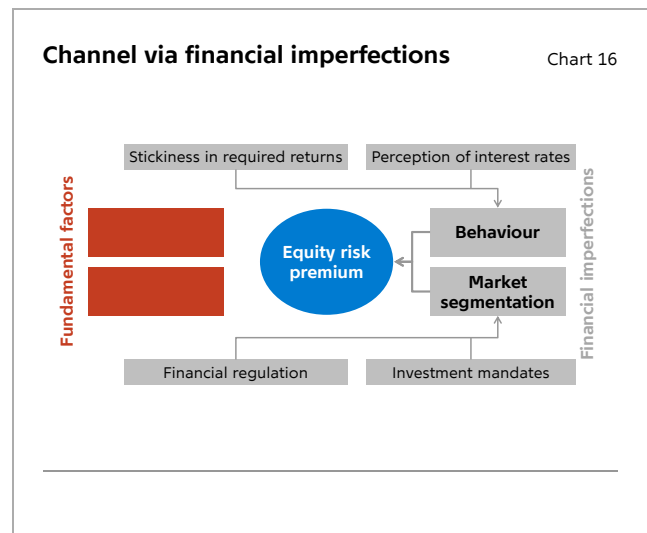 Channel via financial imperfections
Chart 16
Stickiness in required returns
Perception of interest rates
Fundamental factors
Equity risk
premium
Behaviour
Market
segmentation
Financial imperfections
Financial regulation
Investment mandates